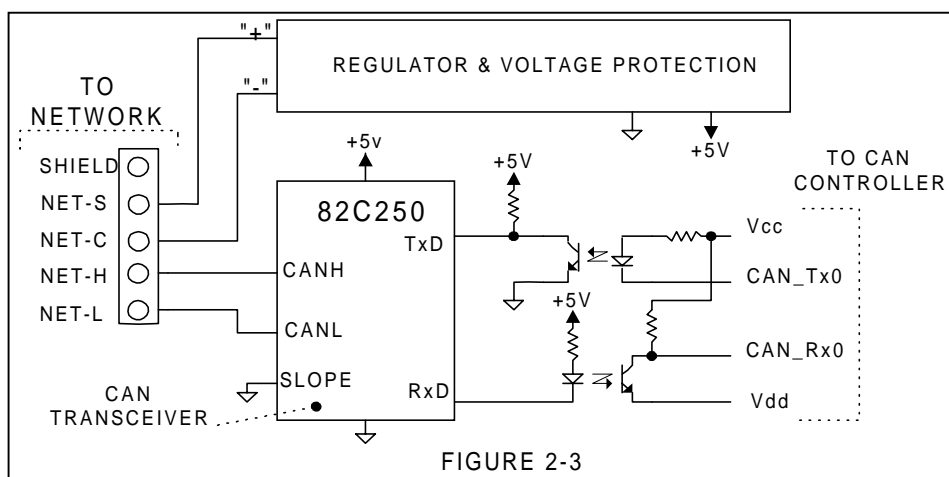 "+"
"-"
REGULATOR & VOLTAGE PROTECTION
+5V
TO
NETWORK
SHIELD
NET-S
NET-C
NET-H
NET-L
+5v
82C250
TxD
CANH
CANL
SLOPE
RxD
CAN
TRANSCEIVER
+5V
+5V
TO CAN
CONTROLLER
Vcc
CAN_Tx0
CAN_Rx0
Vdd
FIGURE 2-3